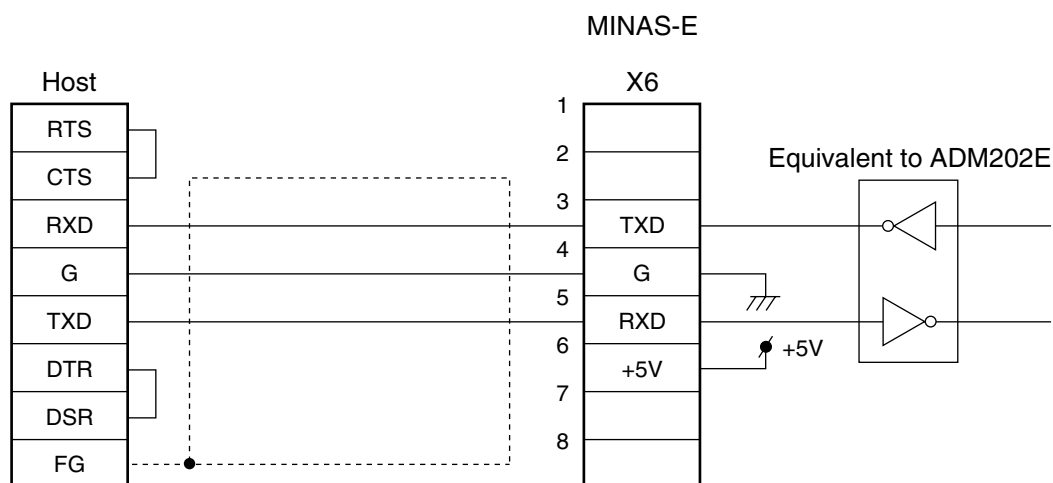 MINAS-E
Host
X6
Equivalent to ADM202E
RTS
CTS
RXD
G
TXD
DTR
DSR
FG
1
2
3
4
5
6
7
8
TXD
G
RXD
+5V
+5V